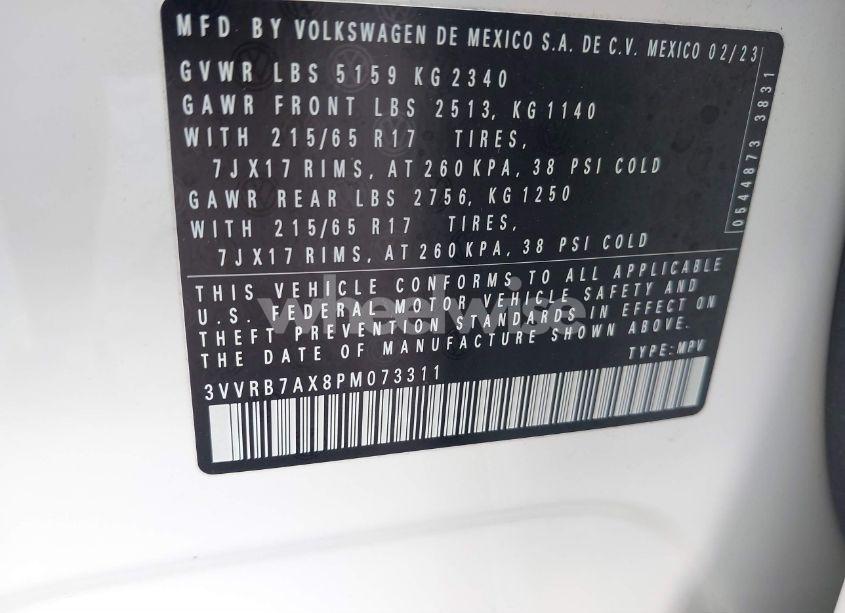 MFD BY VOLKSWAGEN DE MEXICO S.A. DE C.V. MEXICO 02/23
GVWR LBS 5159 KG 2340
GAWR FRONT LBS 2513, KG 1140
WITH 215/65 R17 TIRES,
7JX17 RIMS, AT 260 KPA, 38 PSI COLD
GAWR REAR LBS 2756, KG 1250
WITH 215/65 R17 TIRES,
7JX17 RIMS, AT 260 KPA, 38 PSI COLD
0544873 3831
THIS VEHICLE CONFORMS TO ALL APPLICABLE
U.S. FEDERAL MOTOR VEHICLE SAFETY AND
THEFT PREVENTION STANDARDS IN EFFECT ON
THE DATE OF MANUFACTURE SHOWN ABOVE.
TYPE: MPV
3VVRB7AX8PM073311
wheelwise